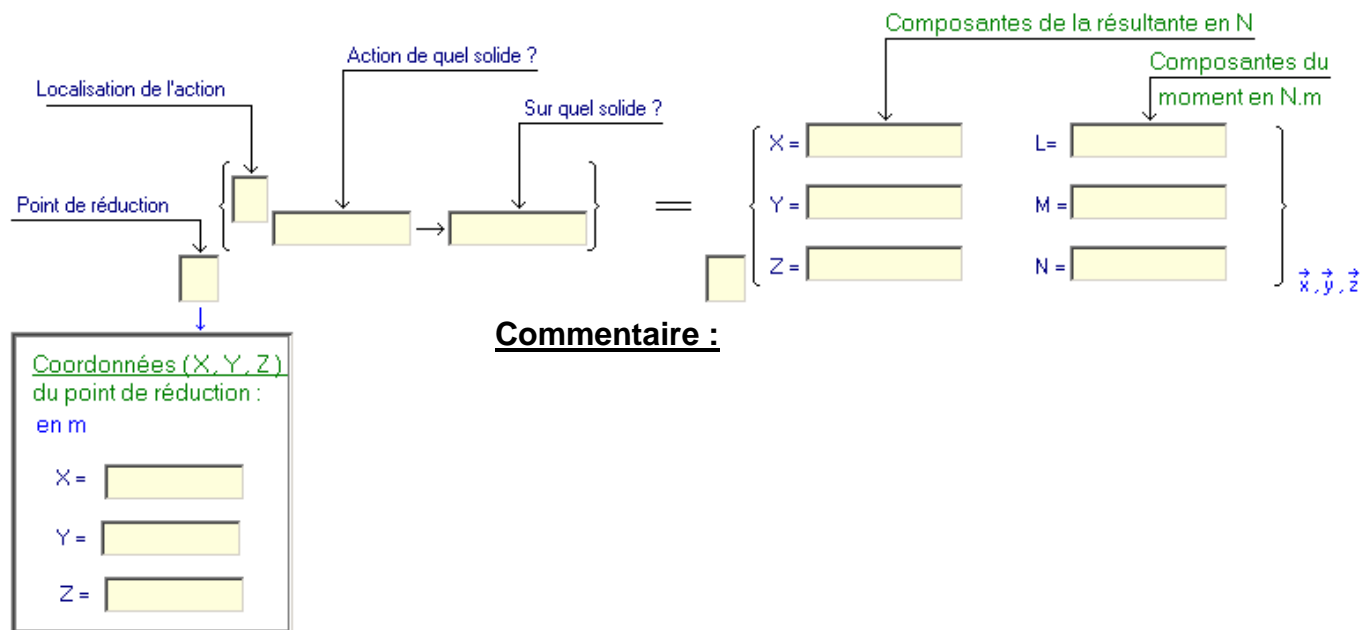 Composantes de la résultante en N
Action de quel solide ?
Composantes du
moment en N.m
Localisation de l'action
Sur quel solide ?
X =
L=
Point de réduction
Y =
M =
Z =
N =
x, y, z
Commentaire :
Coordonnées (X, Y, Z)
du point de réduction :
en m
X =
Y =
Z =